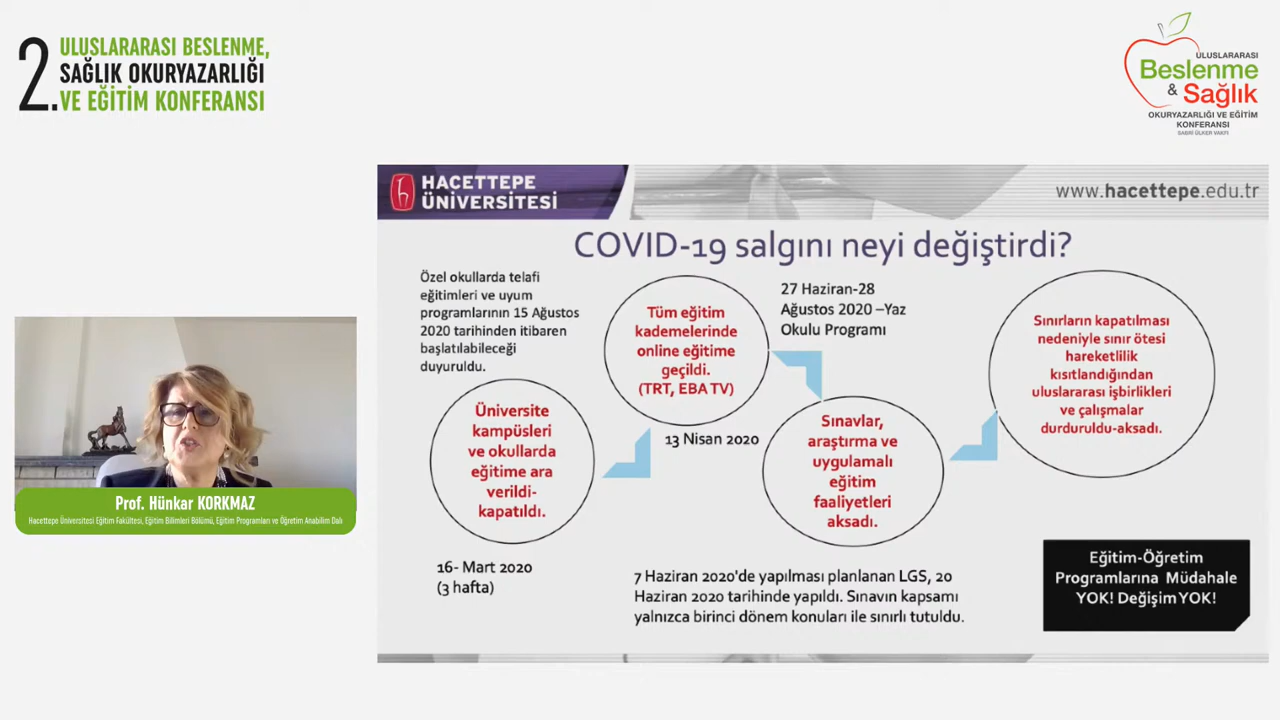 2.
ULUSLARARASI BESLENME,
SAĞLIK OKURYAZARLIĞI
VE EĞİTİM KONFERANSI
ULUSLARARASI
Beslenme
& Sağlık
OKURYAZARLIĞI VE EĞİTİM
KONFERANSI
SABRİ ÜLKER VAKFI
HACETTEPE
ÜNİVERSİTESİ
www.hacettepe.edu.tr
COVID-19 salgını neyi değiştirdi?
Özel okullarda telafi
eğitimleri ve uyum
programlarının 15 Ağustos
2020 tarihinden itibaren
başlatılabileceği
duyuruldu.
Üniversite
kampüsleri
ve okullarda
eğitime ara
verildi-
kapatıldı.
16- Mart 2020
(3 hafta)
Tüm eğitim
kademelerinde
online eğitime
geçildi.
(TRT, EBA TV)
13 Nisan 2020
27 Haziran-28
Ağustos 2020 –Yaz
Okulu Programı
Sınavlar,
araştırma ve
uygulamalı
eğitim
faaliyetleri
aksadı.
7 Haziran 2020'de yapılması planlanan LGS, 20
Haziran 2020 tarihinde yapıldı. Sınavın kapsamı
yalnızca birinci dönem konuları ile sınırlı tutuldu.
Sınırların kapatılması
nedeniyle sınır ötesi
hareketlilik
kısıtlandığından
uluslararası işbirlikleri
ve çalışmalar
durduruldu-aksadı.
Eğitim-Öğretim
Programlarına Müdahale
YOK! Değişim YOK!
Prof. Hünkar KORKMAZ
Hacettepe Üniversitesi Eğitim Fakültesi, Eğitim Bilimleri Bölümü, Eğitim Programları ve Öğretim Anabilim Dalı